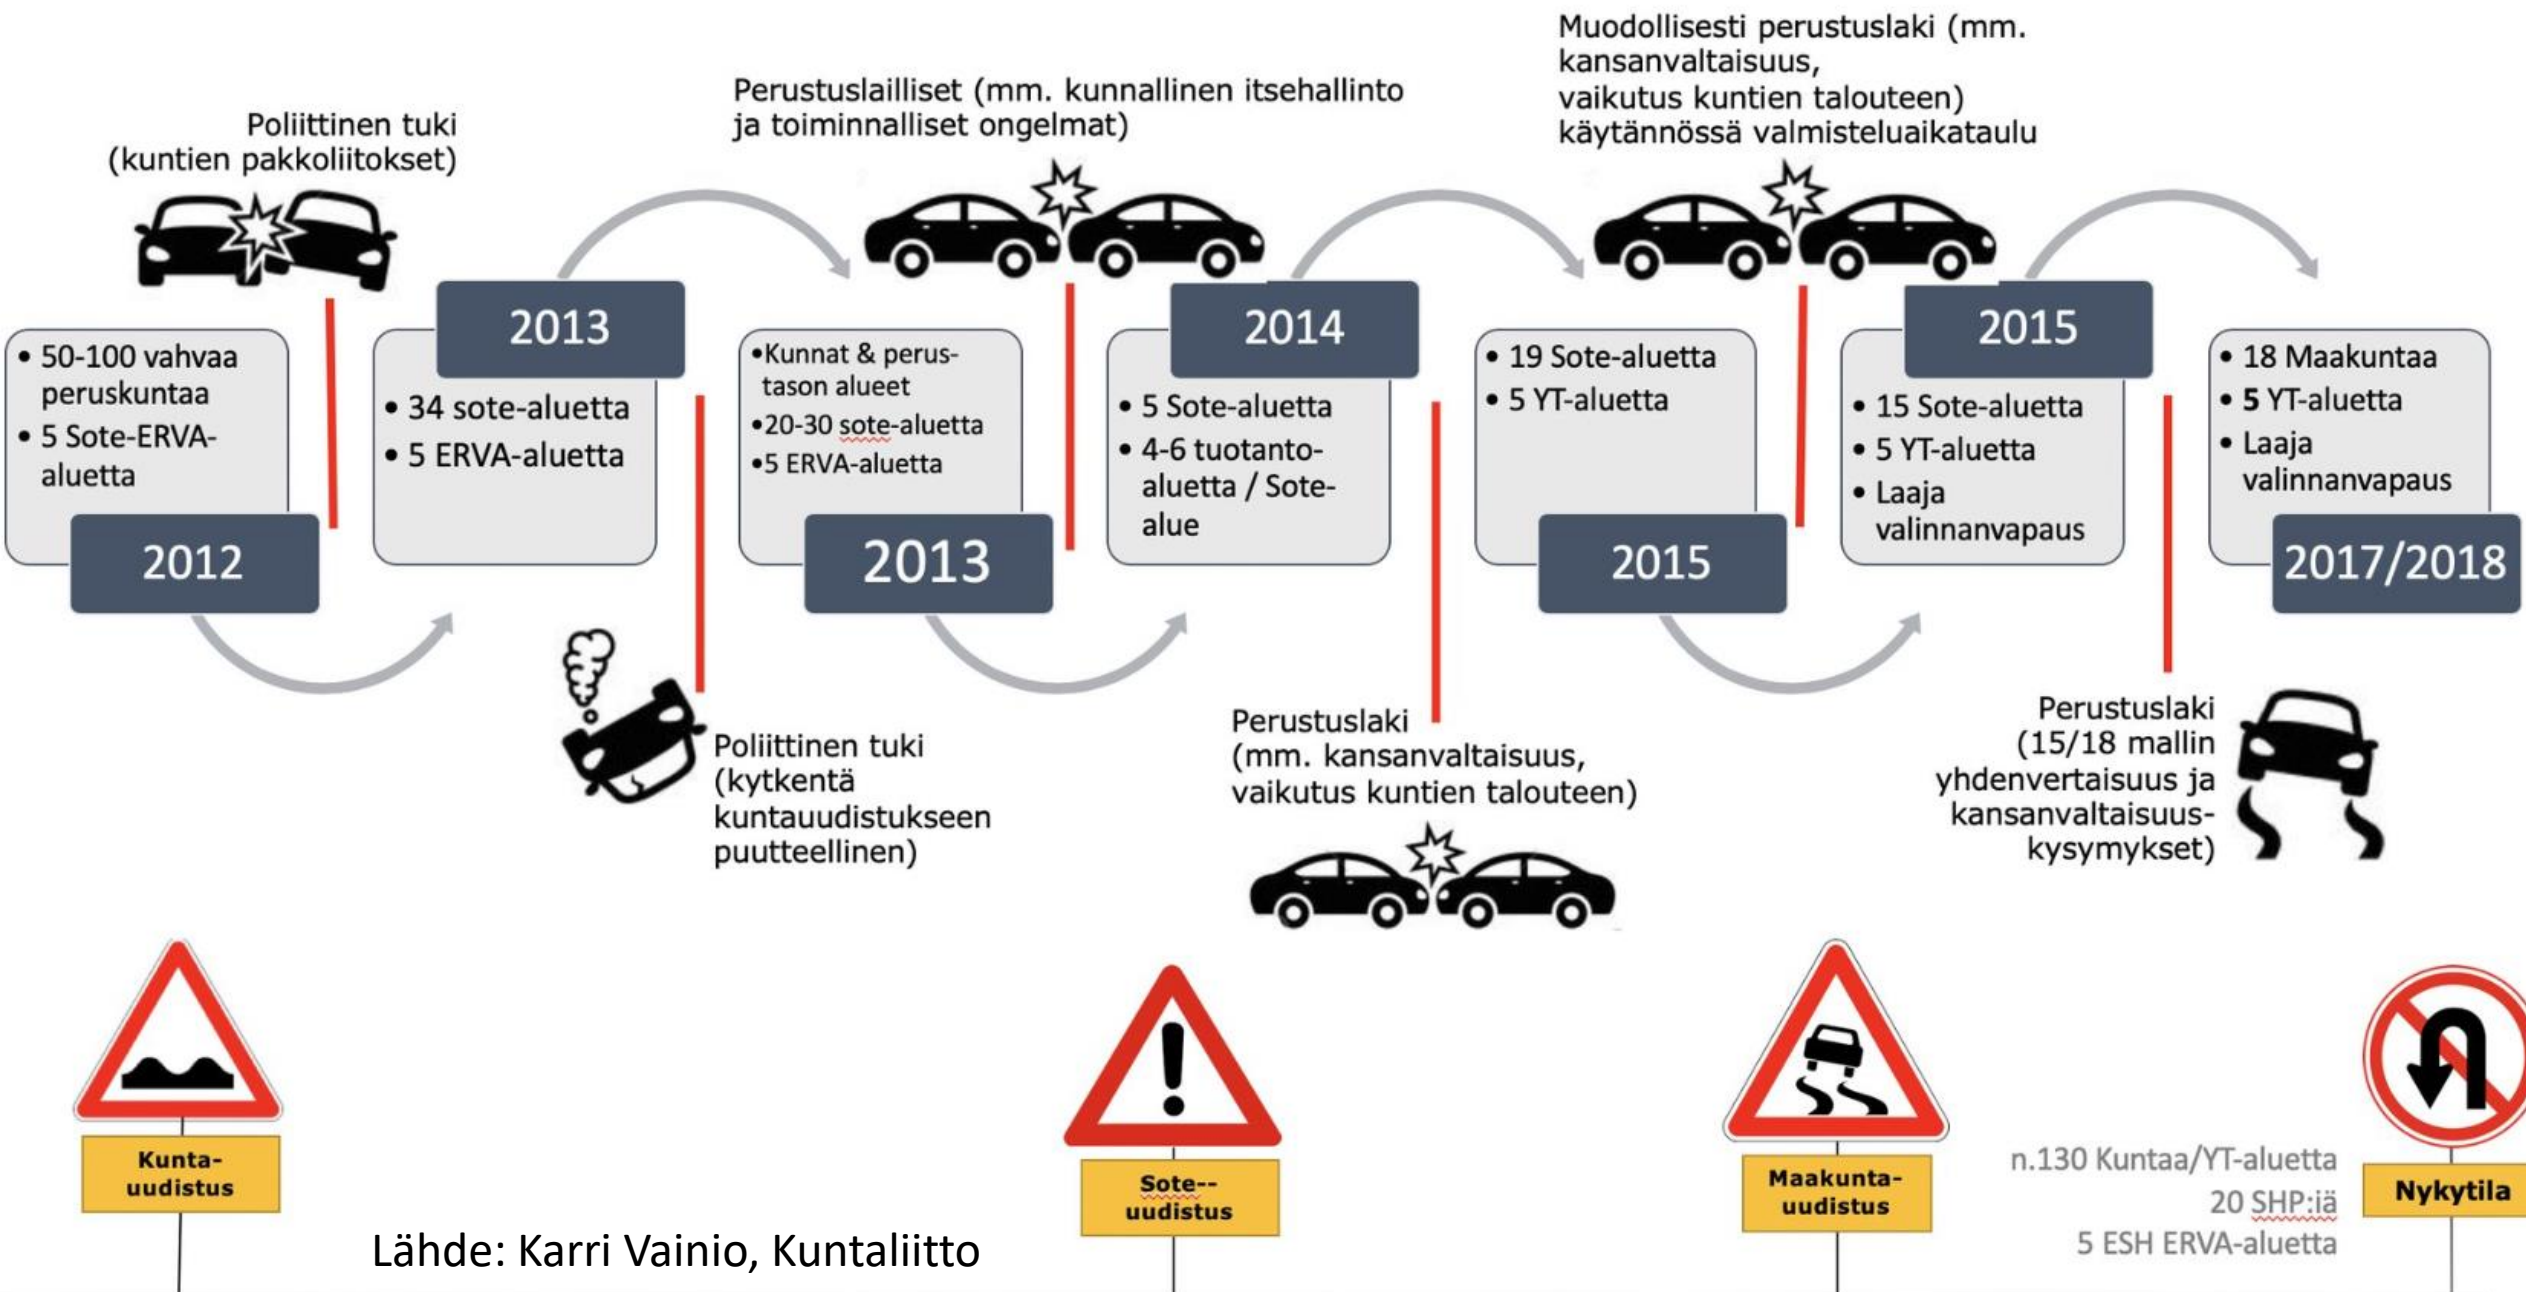 Poliittinen tuki
(kuntien pakkoliitokset)
Perustuslailliset (mm. kunnallinen itsehallinto
ja toiminnalliset ongelmat)
Muodollisesti perustuslaki (mm.
kansanvaltaisuus,
vaikutus kuntien talouteen)
käytännössä valmisteluaikataulu
• 50-100 vahvaa
peruskuntaa
• 5 Sote-ERVA-
aluetta
2012
2013
• 34 sote-aluetta
• 5 ERVA-aluetta
•Kunnat & perus-
tason alueet
•20-30 sote-aluetta
•5 ERVA-aluetta
2013
2014
• 5 Sote-aluetta
• 4-6 tuotanto-
aluetta / Sote-
alue
• 19 Sote-aluetta
• 5 YT-aluetta
2015
2015
• 15 Sote-aluetta
• 5 YT-aluetta
• Laaja
valinnanvapaus
• 18 Maakuntaa
• 5 YT-aluetta
• Laaja
valinnanvapaus
2017/2018
Poliittinen tuki
(kytkentä
kuntauudistukseen
puutteellinen)
Perustuslaki
(mm. kansanvaltaisuus,
vaikutus kuntien talouteen)
Perustuslaki
(15/18 mallin
yhdenvertaisuus ja
kansanvaltaisuus-
kysymykset)
Kunta-
uudistus
Sote--
uudistus
Maakunta-
uudistus
n.130 Kuntaa/YT-aluetta
20 SHP:iä
5 ESH ERVA-aluetta
Nykytila
Lähde: Karri Vainio, Kuntaliitto